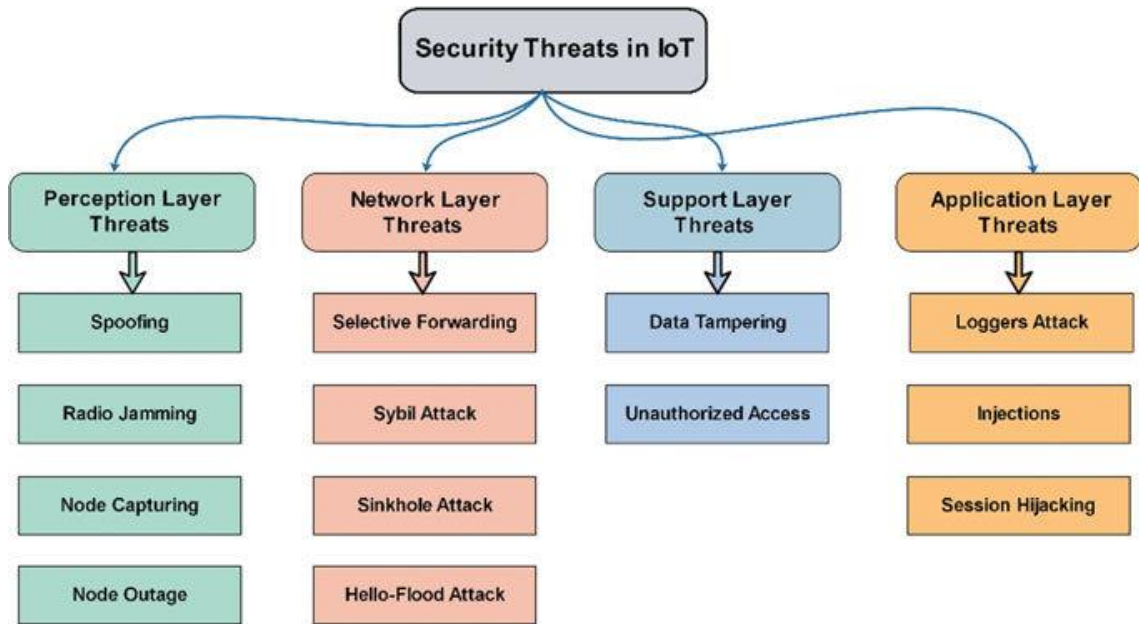 Security Threats in IoT
Perception Layer
Threats
Spoofing
Radio Jamming
Node Capturing
Node Outage
Network Layer
Threats
Selective Forwarding
Sybil Attack
Sinkhole Attack
Hello-Flood Attack
Support Layer
Threats
Data Tampering
Unauthorized Access
Application Layer
Threats
Loggers Attack
Injections
Session Hijacking